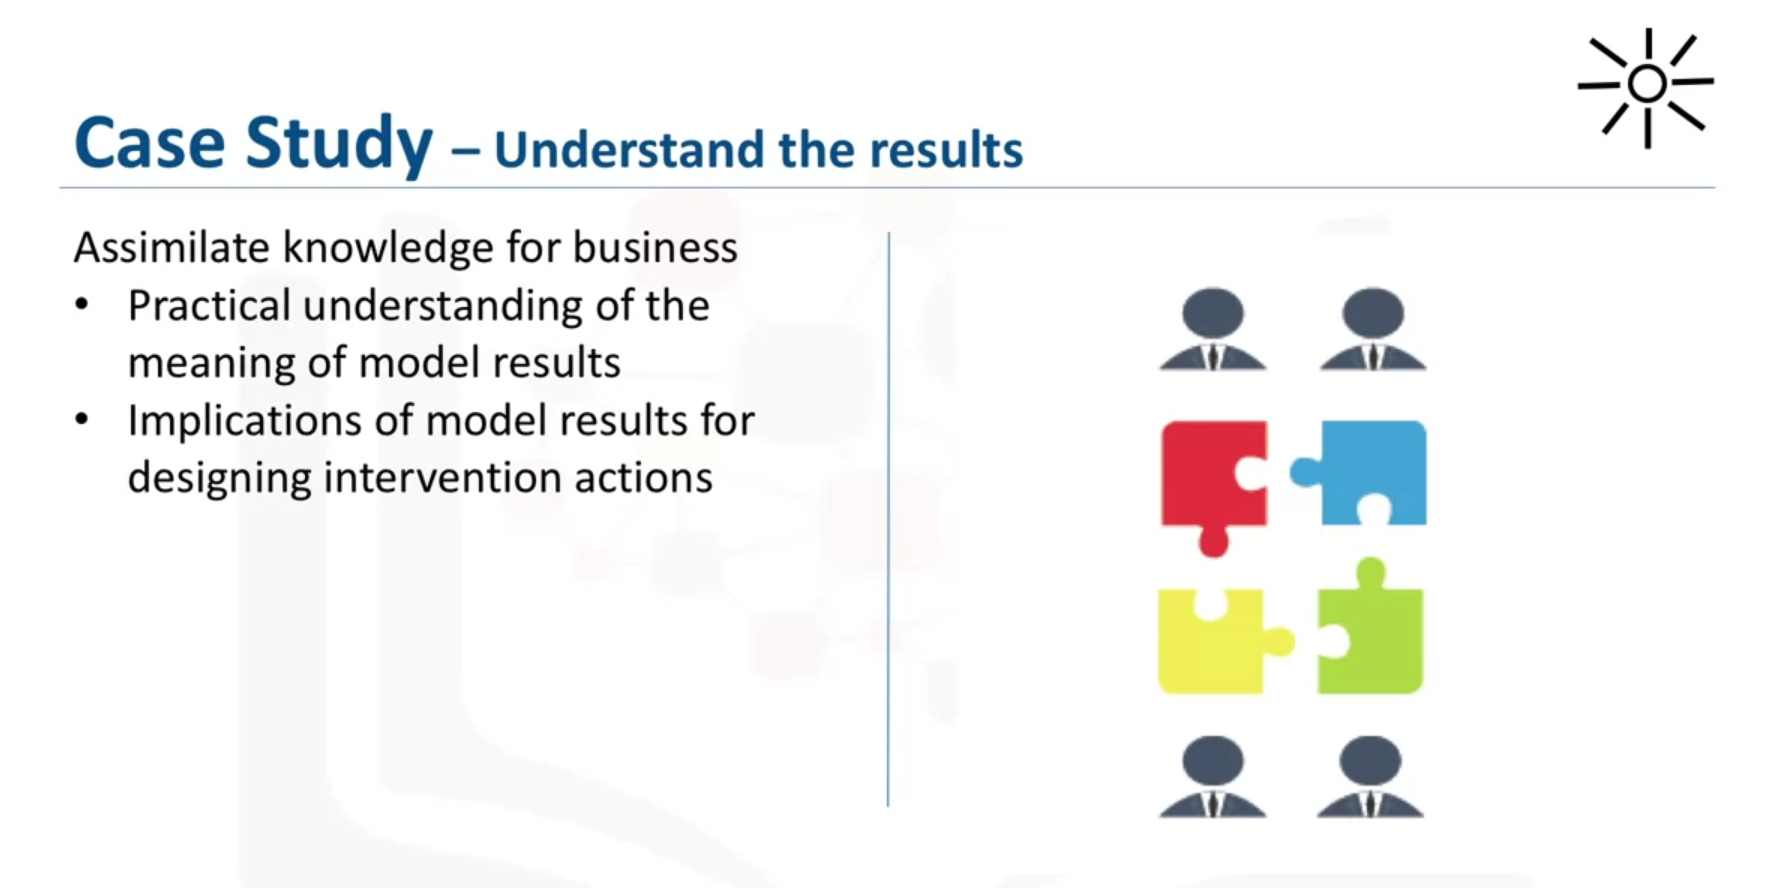 Case Study – Understand the results
Assimilate knowledge for business
• Practical understanding of the
meaning of model results
• Implications of model results for
designing intervention actions